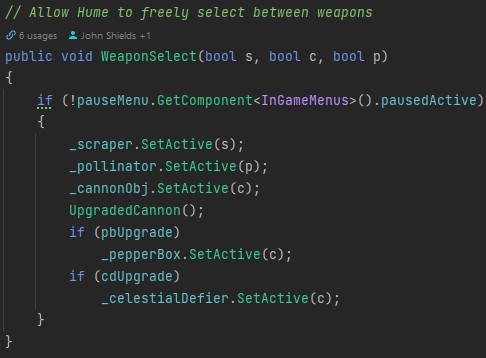 // Allow Hume to freely select between weapons
6 usages John Shields +1
public void WeaponSelect(bool s, bool c, bool p)
{
if (!pauseMenu.GetComponent<InGameMenus>().pausedActive)
{
_scraper.SetActive(s);
_pollinator.SetActive(p);
_cannonObj.SetActive(c);
UpgradedCannon();
if (pbUpgrade)
_pepperBox.SetActive(c);
if (cdUpgrade)
_celestialDefier.SetActive(c);
}
}